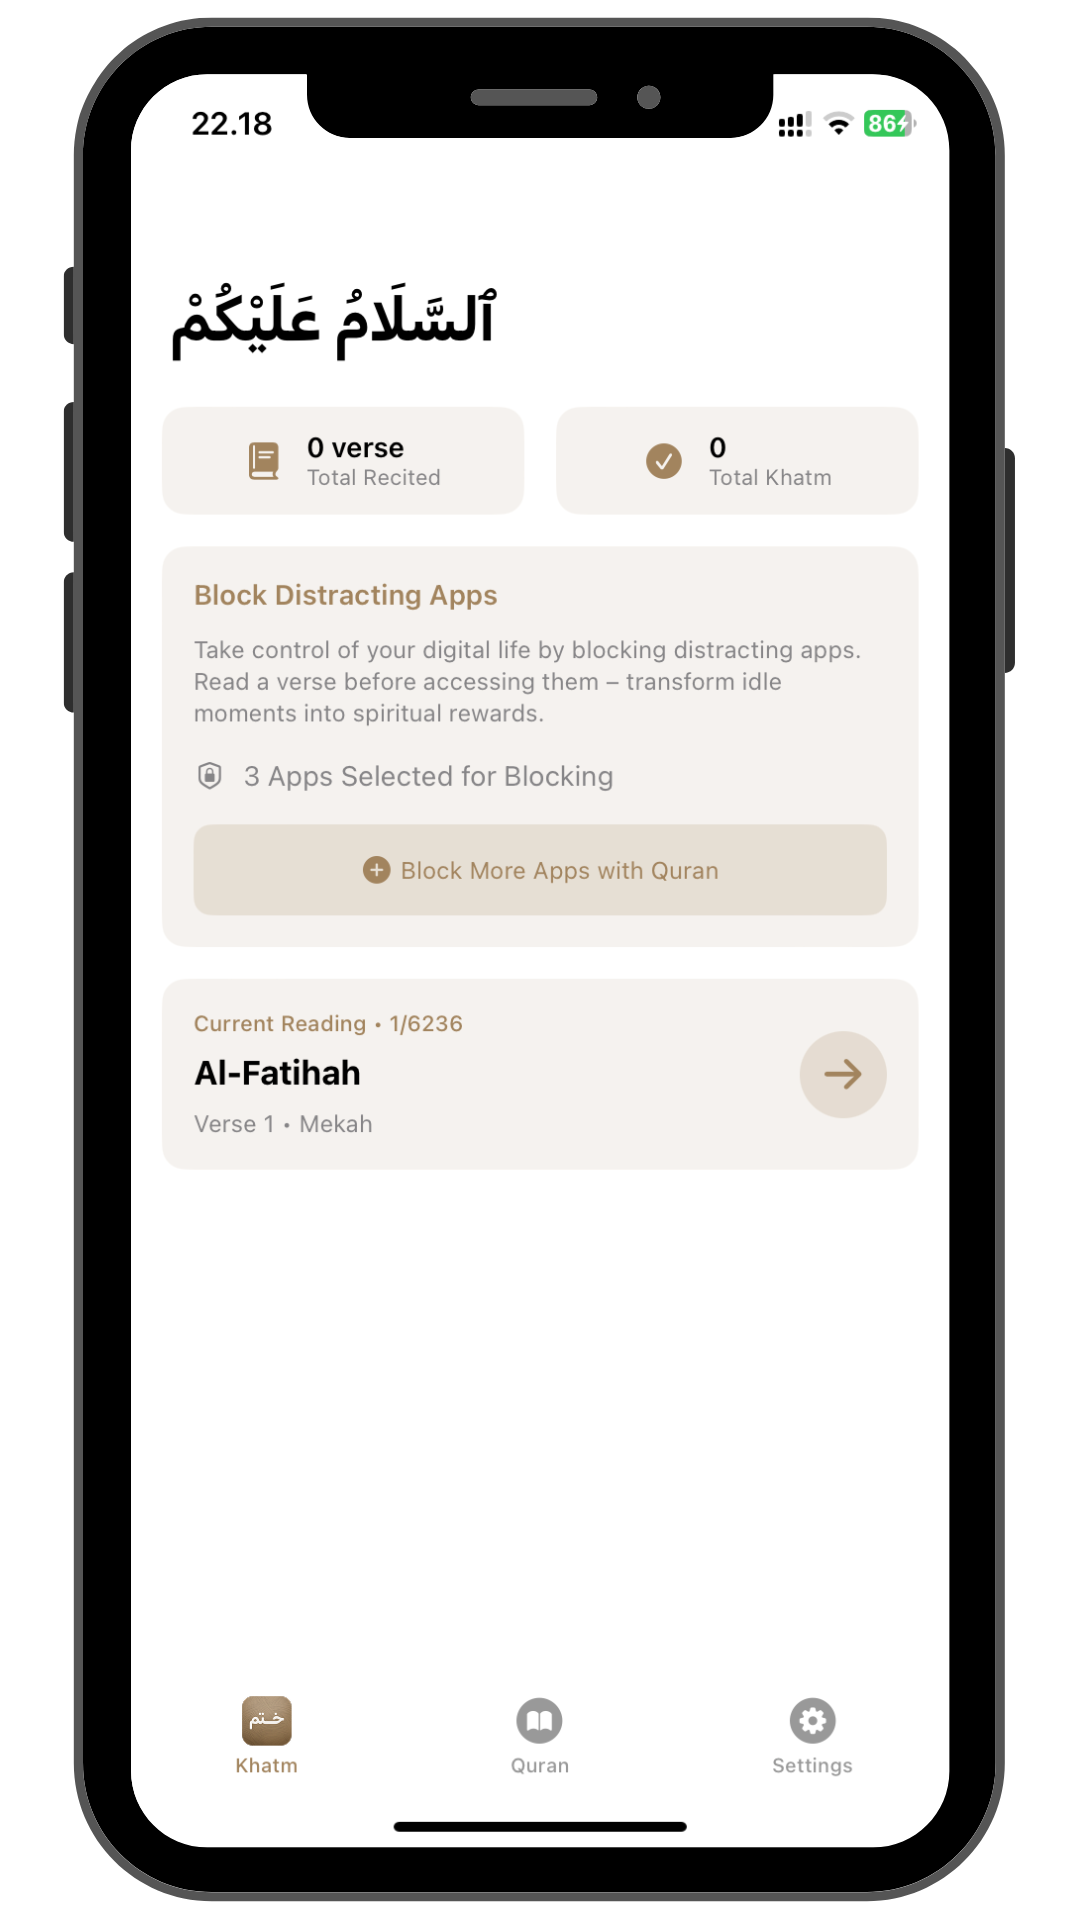 22.18
86
ٱلسَّلَامُ عَلَيْكُمْ
0 verse
Total Recited
0
Total Khatm
Block Distracting Apps
Take control of your digital life by blocking distracting apps.
Read a verse before accessing them – transform idle
moments into spiritual rewards.
3 Apps Selected for Blocking
Block More Apps with Quran
Current Reading • 1/6236
Al-Fatihah
Verse 1 • Mekah
ختم
Khatm
Quran
Settings